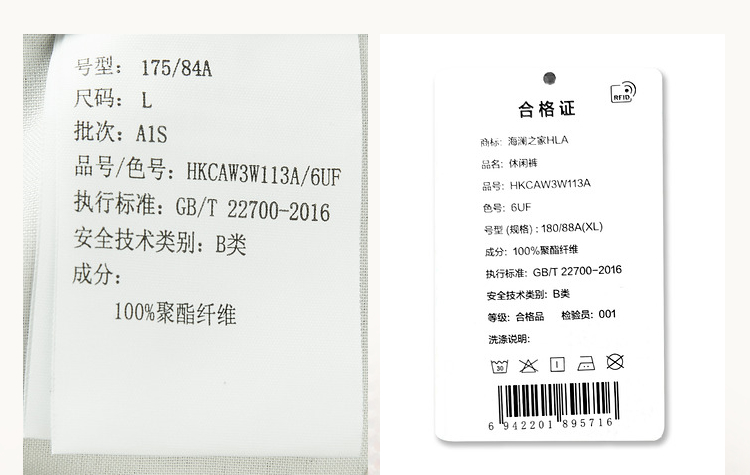 号型： 175/84A
尺码： L
批次： A1S
品号/色号： HKCAW3W113A/6UF
执行标准： GB/T 22700-2016
安全技术类别： B类
成分：
100%聚酯纤维
RFID
合格证
商标: 海澜之家HLA
品名: 休闲裤
品号: HKCAW3W113A
色号: 6UF
号型 (规格) : 180/88A(XL)
成分: 100%聚酯纤维
执行标准: GB/T 22700-2016
安全技术类别: B类
等级: 合格品 检验员: 001
洗涤说明:
30
6 942201 895716